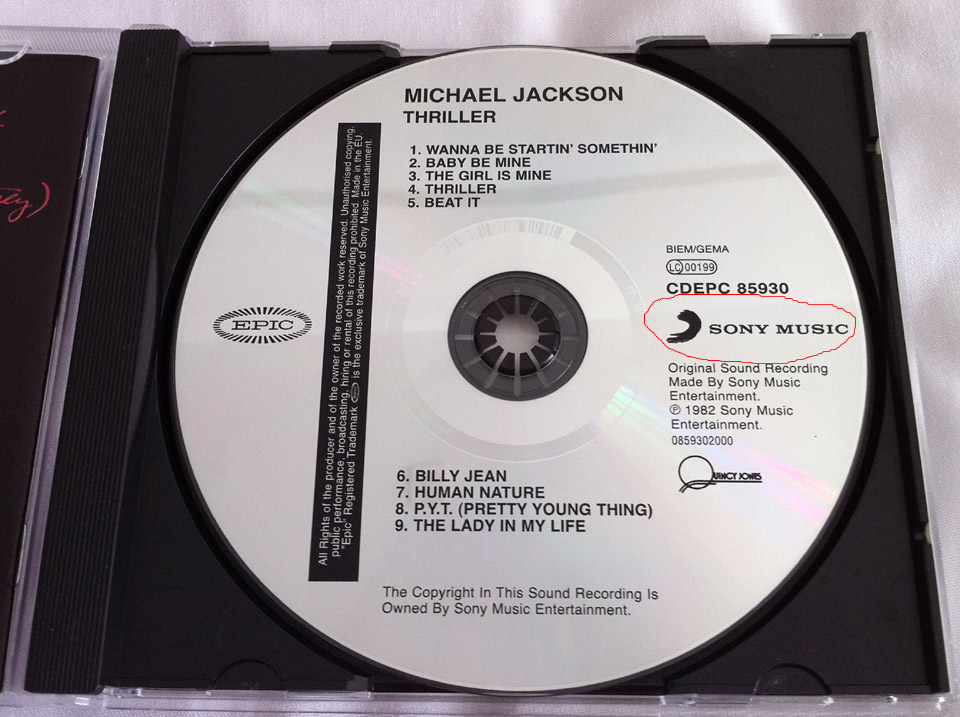 MICHAEL JACKSON
THRILLER
1. WANNA BE STARTIN' SOMETHIN'
2. BABY BE MINE
3. THE GIRL IS MINE
4. THRILLER
5. BEAT IT
All Rights of the producer and of the owner of the recorded work reserved. Unauthorised copying,
public performance, broadcasting, hiring or rental of this recording prohibited. Made in the EU.
"Epic" Registered Trademark EPIC is the exclusive trademark of Sony Music Entertainment.
EPIC
BIEM/GEMA
LC 00199
CDEPC 85930
SONY MUSIC
Original Sound Recording
Made By Sony Music
Entertainment.
℗ 1982 Sony Music
Entertainment.
0859302000
QUINCY JONES
6. BILLY JEAN
7. HUMAN NATURE
8. P.Y.T. (PRETTY YOUNG THING)
9. THE LADY IN MY LIFE
The Copyright In This Sound Recording Is
Owned By Sony Music Entertainment.